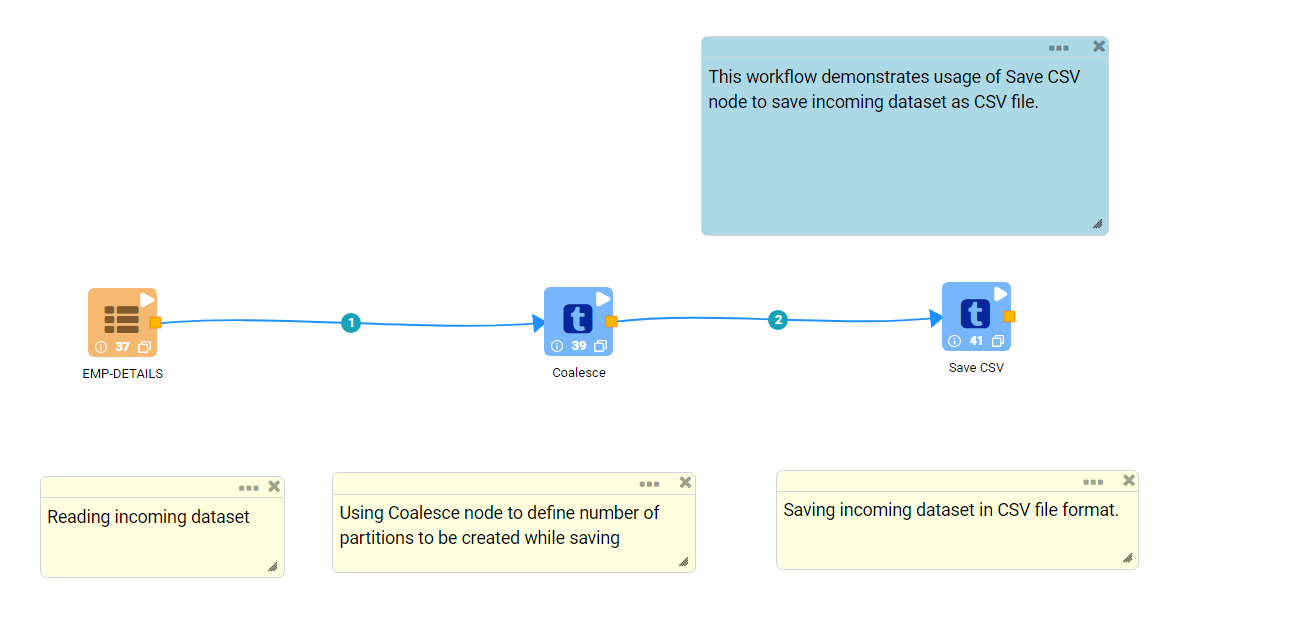 This workflow demonstrates usage of Save CSV
node to save incoming dataset as CSV file.
1
2
t
t
37
39
41
EMP-DETAILS
Coalesce
Save CSV
Reading incoming dataset
Using Coalesce node to define number of
partitions to be created while saving
Saving incoming dataset in CSV file format.